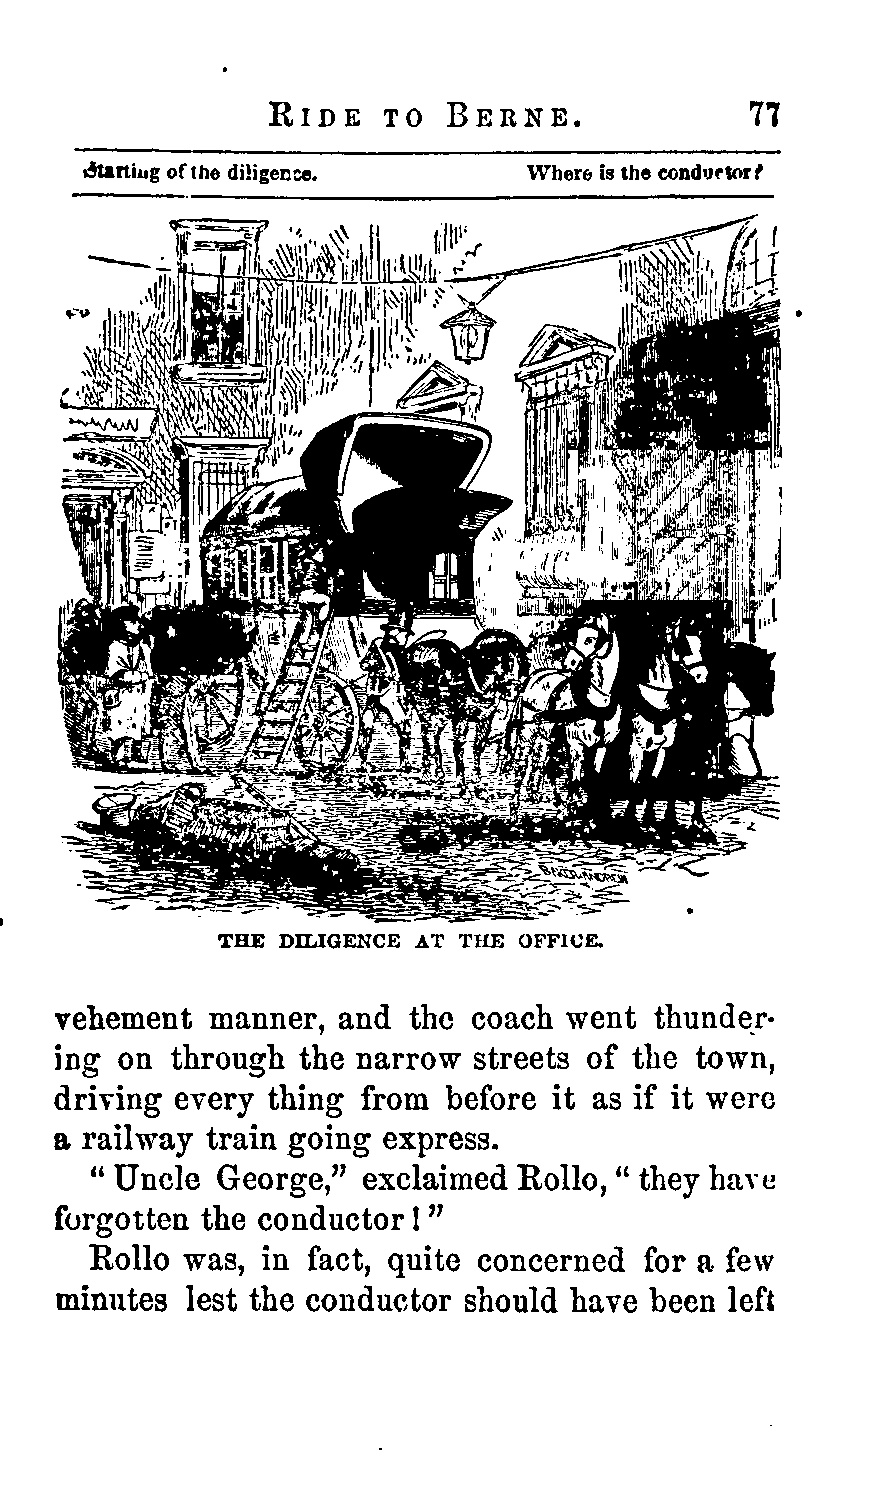 RIDE TO BERNE. 77
Starting of the diligence. Where is the conductor?
THE DILIGENCE AT THE OFFICE.
vehement manner, and the coach went thunder-
ing on through the narrow streets of the town,
driving every thing from before it as if it were
a railway train going express.
"Uncle George," exclaimed Rollo, "they have
forgotten the conductor!"
Rollo was, in fact, quite concerned for a few
minutes lest the conductor should have been left